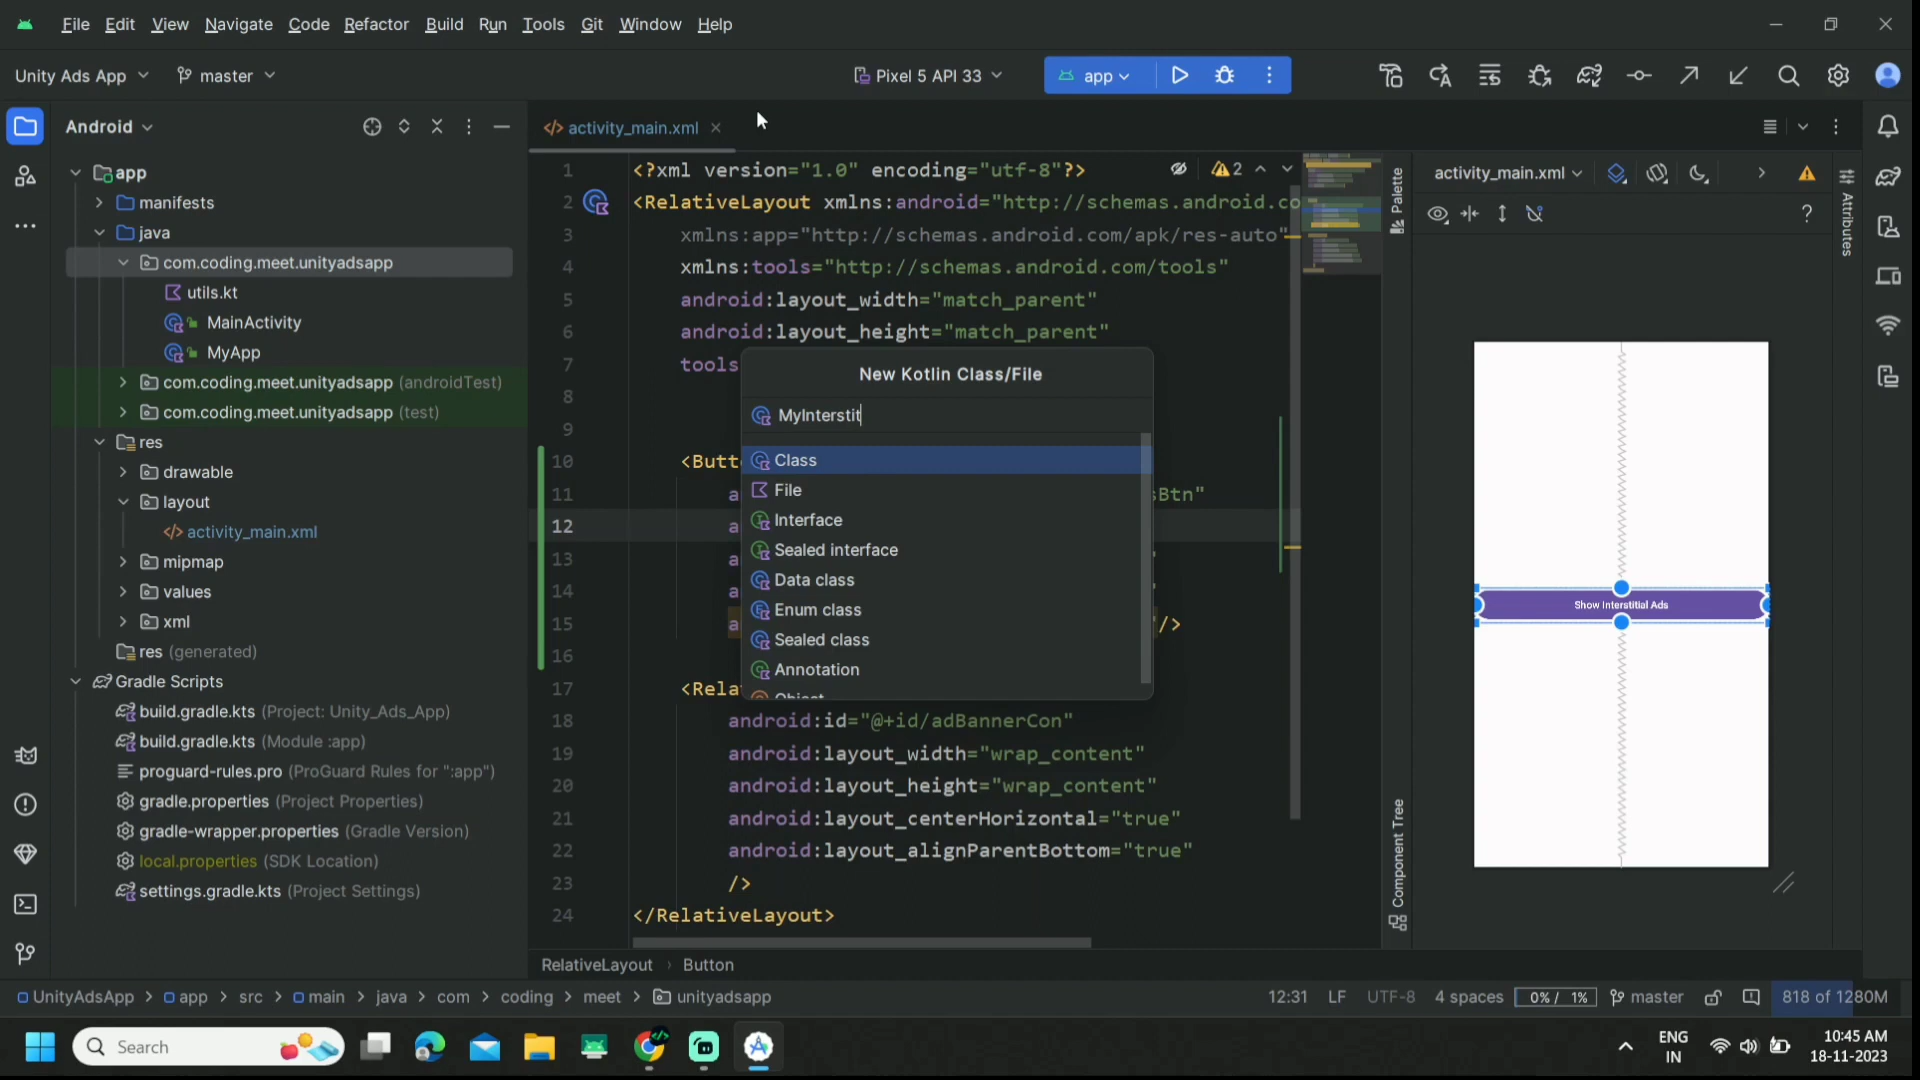 File Edit View Navigate Code Refactor Build Run Tools Git Window Help
Unity Ads App master Pixel 5 API 33 app
Android
activity_main.xml
app
manifests
java
com.coding.meet.unityadsapp
utils.kt
MainActivity
MyApp
com.coding.meet.unityadsapp (androidTest)
com.coding.meet.unityadsapp (test)
res
drawable
layout
activity_main.xml
mipmap
values
xml
res (generated)
Gradle Scripts
build.gradle.kts (Project: Unity_Ads_App)
build.gradle.kts (Module :app)
proguard-rules.pro (ProGuard Rules for ":app")
gradle.properties (Project Properties)
gradle-wrapper.properties (Gradle Version)
local.properties (SDK Location)
settings.gradle.kts (Project Settings)
1 <?xml version="1.0" encoding="utf-8"?>
2 <RelativeLayout xmlns:android="http://schemas.android.co
3 xmlns:app="http://schemas.android.com/apk/res-auto"
4 xmlns:tools="http://schemas.android.com/tools"
5 android:layout_width="match_parent"
6 android:layout_height="match_parent"
7 tools
8
9
10 <Butt
11 a sBtn"
12 a
13 a "
14 a "
15 a "/>
16
17 <Rela
18 android:id="@+id/adBannerCon"
19 android:layout_width="wrap_content"
20 android:layout_height="wrap_content"
21 android:layout_centerHorizontal="true"
22 android:layout_alignParentBottom="true"
23 />
24 </RelativeLayout>
2
New Kotlin Class/File
MyInterstit
Class
File
Interface
Sealed interface
Data class
Enum class
Sealed class
Annotation
Object
Palette
Component Tree
activity_main.xml
?
Attributes
Show Interstitial Ads
RelativeLayout › Button
UnityAdsApp > app > src > main > java > com > coding > meet > unityadsapp
12:31 LF UTF-8 4 spaces 0% / 1% master 818 of 1280M
Search
ENG
IN
10:45 AM
18-11-2023